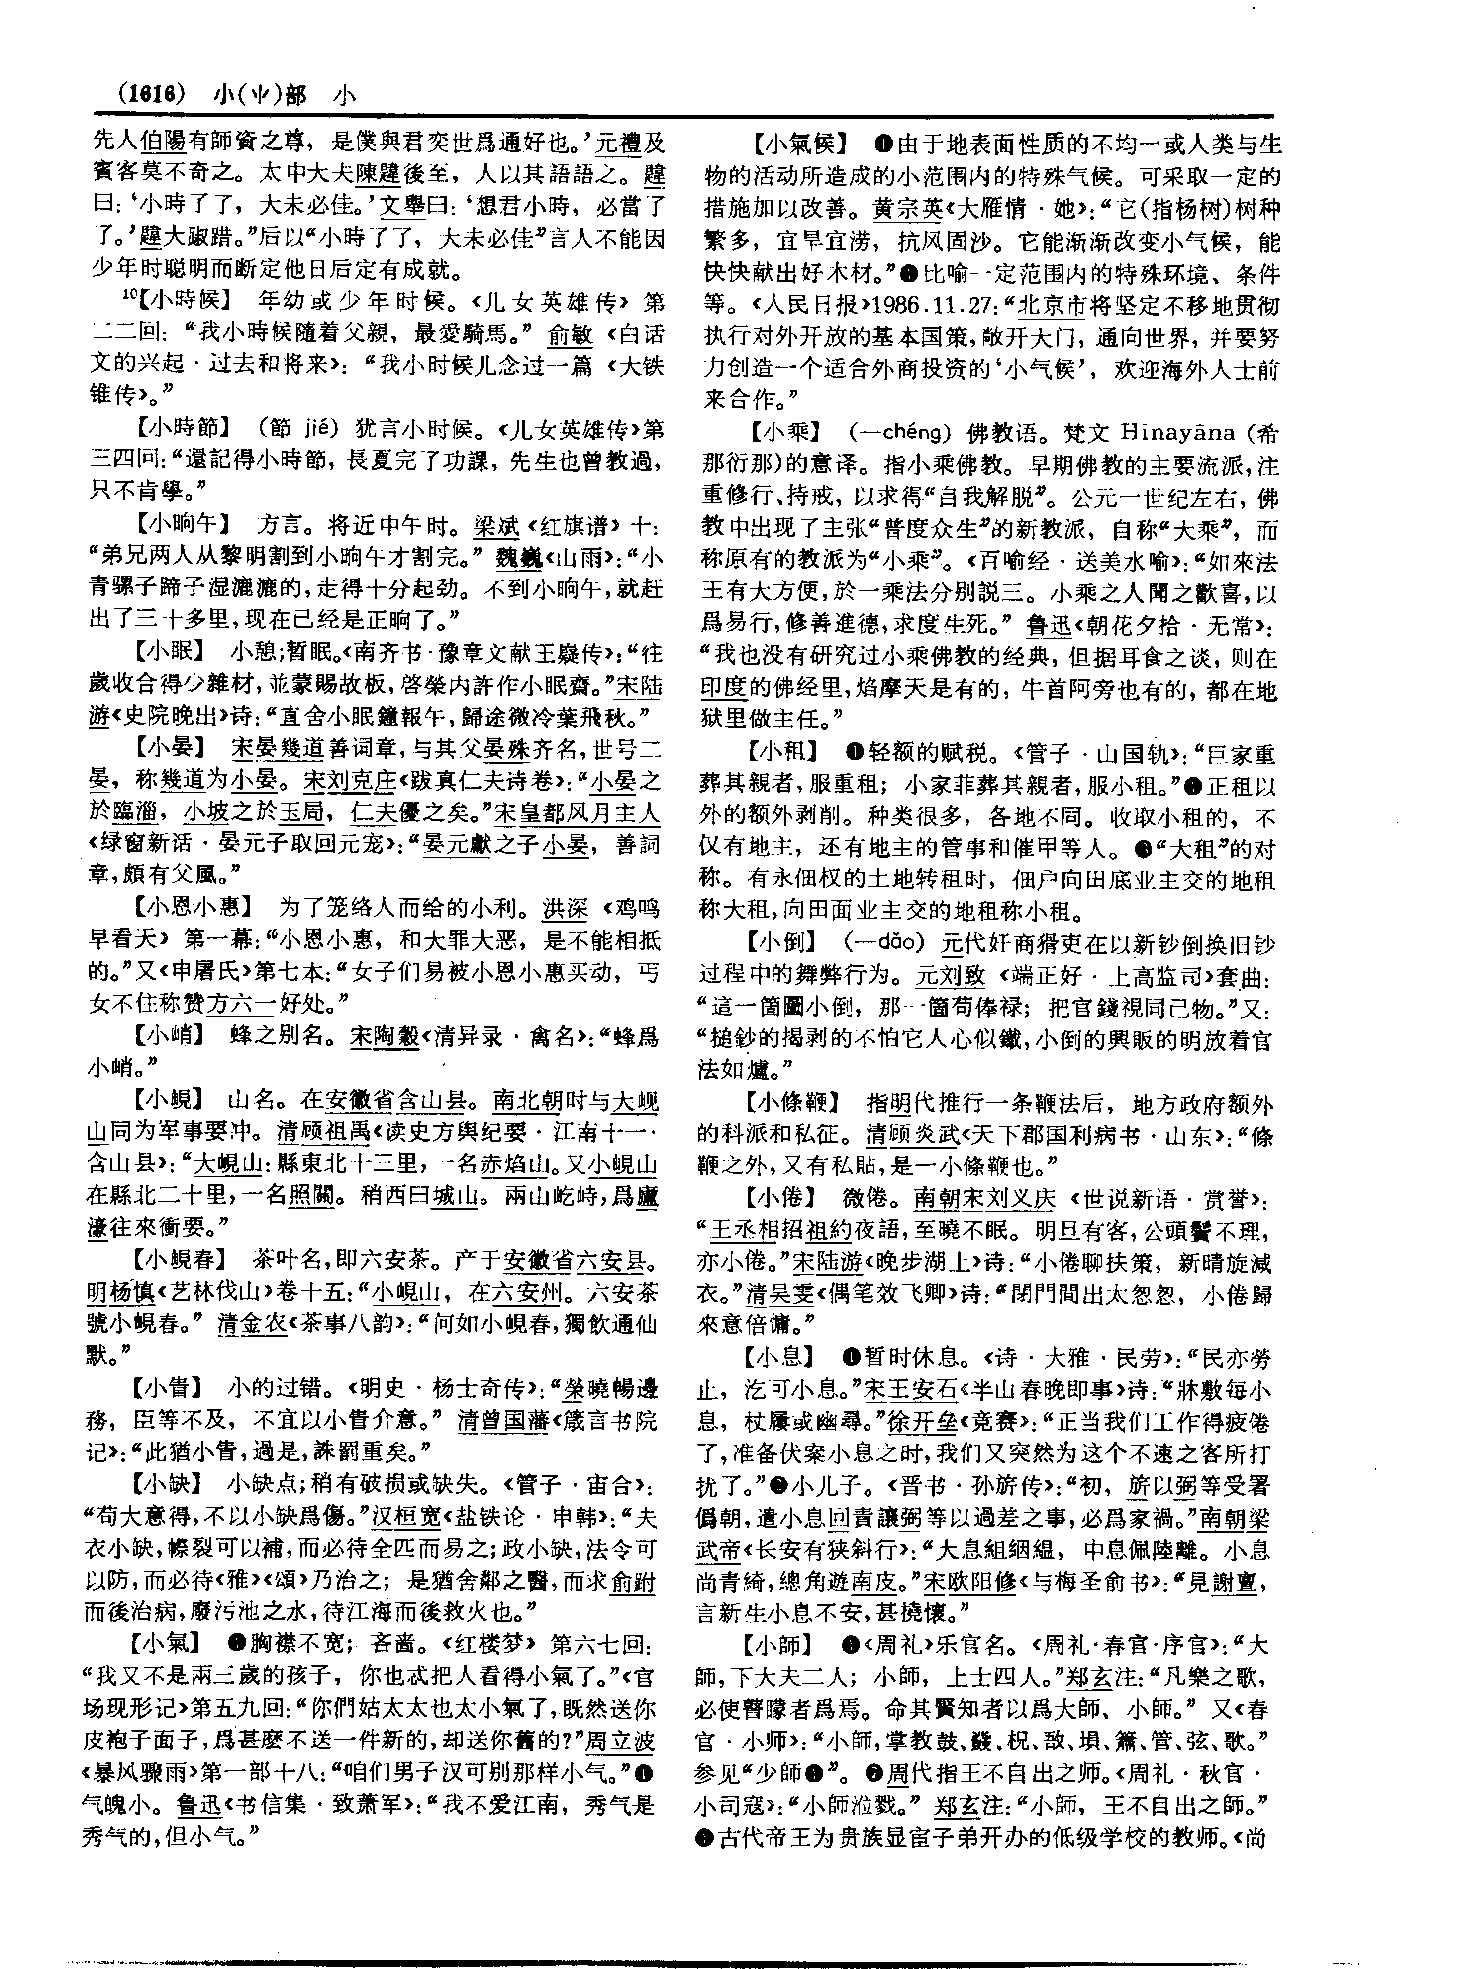 (1616) 小(⺌)部 小
先人伯陽有師資之尊，是僕與君奕世爲通好也。’元禮及
賓客莫不奇之。太中大夫陳韙後至，人以其語語之。韙
曰：‘小時了了，大未必佳。’文舉曰：‘想君小時，必當了
了。’韙大踧踖。”后以“小時了了，大未必佳”言人不能因
少年时聪明而断定他日后定有成就。
¹⁰【小時候】 年幼或少年时候。《儿女英雄传》第
二二回：“我小時候隨着父親，最愛騎馬。” 俞敏《白话
文的兴起·过去和将来》：“我小时候儿念过一篇《大铁
锥传》。”
【小時節】 （節 jié）犹言小时候。《儿女英雄传》第
三四回：“還記得小時節，長夏完了功課，先生也曾教過，
只不肯學。”
【小晌午】 方言。将近中午时。梁斌《红旗谱》十：
“弟兄两人从黎明割到小晌午才割完。” 魏巍《山雨》：“小
青骡子蹄子湿漉漉的，走得十分起劲。不到小晌午，就赶
出了三十多里，现在已经是正晌了。”
【小眠】 小憩；暂眠。《南齐书·豫章文献王嶷传》：“往
歲收合得少雜材，並蒙賜故板，啓榮内許作小眠齋。”宋陆
游《史院晚出》诗：“直舍小眠鐘報午，歸途微冷葉飛秋。”
【小晏】 宋晏幾道善词章，与其父晏殊齐名，世号二
晏，称幾道为小晏。宋刘克庄《跋真仁夫诗卷》：“小晏之
於臨淄，小坡之於玉局，仁夫優之矣。”宋皇都风月主人
《绿窗新话·晏元子取回元宠》：“晏元獻之子小晏，善詞
章，頗有父風。”
【小恩小惠】 为了笼络人而给的小利。洪深《鸡鸣
早看天》第一幕：“小恩小惠，和大罪大恶，是不能相抵
的。”又《申屠氏》第七本：“女子们易被小恩小惠买动，丐
女不住称赞方六一好处。”
【小峭】 蜂之别名。宋陶穀《清异录·禽名》：“蜂爲
小峭。”
【小峴】 山名。在安徽省含山县。南北朝时与大岘
山同为军事要冲。清顾祖禹《读史方舆纪要·江南十一·
含山县》：“大峴山：縣東北十三里，一名赤焰山。又小峴山
在縣北二十里，一名照關。稍西曰城山。兩山屹峙，爲廬
濠往來衝要。”
【小峴春】 茶叶名，即六安茶。产于安徽省六安县。
明杨慎《艺林伐山》卷十五：“小峴山，在六安州。六安茶
號小峴春。” 清金农《茶事八韵》：“何如小峴春，獨飲通仙
默。”
【小眚】 小的过错。《明史·杨士奇传》：“榮曉暢邊
務，臣等不及，不宜以小眚介意。” 清曾国藩《箴言书院
记》：“此猶小眚，過是，誅罰重矣。”
【小缺】 小缺点；稍有破损或缺失。《管子·宙合》：
“苟大意得，不以小缺爲傷。”汉桓宽《盐铁论·申韩》：“夫
衣小缺，幘裂可以補，而必待全匹而易之；政小缺，法令可
以防，而必待《雅》《頌》乃治之；是猶舍鄰之醫，而求俞跗
而後治病，廢污池之水，待江海而後救火也。”
【小氣】 ❶胸襟不宽；吝啬。《红楼梦》第六七回：
“我又不是兩三歲的孩子，你也忒把人看得小氣了。”《官
场现形记》第五九回：“你們姑太太也太小氣了，既然送你
皮袍子面子，爲甚麽不送一件新的，却送你舊的？”周立波
《暴风骤雨》第一部十八：“咱们男子汉可别那样小气。”❷
气魄小。鲁迅《书信集·致萧军》：“我不爱江南，秀气是
秀气的，但小气。”
【小氣候】 ❶由于地表面性质的不均一或人类与生
物的活动所造成的小范围内的特殊气候。可采取一定的
措施加以改善。黄宗英《大雁情·她》：“它（指杨树）树种
繁多，宜旱宜涝，抗风固沙。它能渐渐改变小气候，能
快快献出好木材。”❷比喻一定范围内的特殊环境、条件
等。《人民日报》1986.11.27：“北京市将坚定不移地贯彻
执行对外开放的基本国策，敞开大门，通向世界，并要努
力创造一个适合外商投资的‘小气候’，欢迎海外人士前
来合作。”
【小乘】 （—chéng）佛教语。梵文 Hinayāna（希
那衍那）的意译。指小乘佛教。早期佛教的主要流派，注
重修行、持戒，以求得“自我解脱”。公元一世纪左右，佛
教中出现了主张“普度众生”的新教派，自称“大乘”，而
称原有的教派为“小乘”。《百喻经·送美水喻》：“如來法
王有大方便，於一乘法分别説三。小乘之人聞之歡喜，以
爲易行，修善進德，求度生死。” 鲁迅《朝花夕拾·无常》：
“我也没有研究过小乘佛教的经典，但据耳食之谈，则在
印度的佛经里，焰摩天是有的，牛首阿旁也有的，都在地
狱里做主任。”
【小租】 ❶轻额的赋税。《管子·山国轨》：“巨家重
葬其親者，服重租；小家菲葬其親者，服小租。”❷正租以
外的额外剥削。种类很多，各地不同。收取小租的，不
仅有地主，还有地主的管事和催甲等人。❸“大租”的对
称。有永佃权的土地转租时，佃户向田底业主交的地租
称大租，向田面业主交的地租称小租。
【小倒】 （—dǎo）元代奸商猾吏在以新钞倒换旧钞
过程中的舞弊行为。元刘致《端正好·上高监司》套曲：
“這一箇圖小倒，那一箇苟俸禄；把官錢視同己物。”又：
“搥鈔的揭剥的不怕它人心似鐵，小倒的興販的明放着官
法如爐。”
【小條鞭】 指明代推行一条鞭法后，地方政府额外
的科派和私征。清顾炎武《天下郡国利病书·山东》：“條
鞭之外，又有私貼，是一小條鞭也。”
【小倦】 微倦。南朝宋刘义庆《世说新语·赏誉》：
“王丞相招祖約夜語，至曉不眠。明旦有客，公頭鬢不理，
亦小倦。”宋陆游《晚步湖上》诗：“小倦聊扶策，新晴旋減
衣。”清吴雯《偶笔效飞卿》诗：“閉門間出太怱怱，小倦歸
來意倍慵。”
【小息】 ❶暂时休息。《诗·大雅·民劳》：“民亦勞
止，汔可小息。”宋王安石《半山春晚即事》诗：“牀敷每小
息，杖屨或幽尋。”徐开垒《竞赛》：“正当我们工作得疲倦
了，准备伏案小息之时，我们又突然为这个不速之客所打
扰了。”❷小儿子。《晋书·孙旂传》：“初，旂以弼等受署
僞朝，遣小息回責讓弼等以過差之事，必爲家禍。”南朝梁
武帝《长安有狭斜行》：“大息組絪緼，中息佩陸離。小息
尚青綺，總角遊南皮。”宋欧阳修《与梅圣俞书》：“見謝亶，
言新生小息不安，甚撓懷。”
【小師】 ❶《周礼》乐官名。《周礼·春官·序官》：“大
師，下大夫二人；小師，上士四人。”郑玄注：“凡樂之歌，
必使瞽矇者爲焉。命其賢知者以爲大師、小師。” 又《春
官·小师》：“小師，掌教鼓、鼗、柷、敔、塤、簫、管、弦、歌。”
参见“少師❶”。❷周代指王不自出之师。《周礼·秋官·
小司寇》：“小師涖戮。” 郑玄注：“小師，王不自出之師。”
❸古代帝王为贵族显宦子弟开办的低级学校的教师。《尚